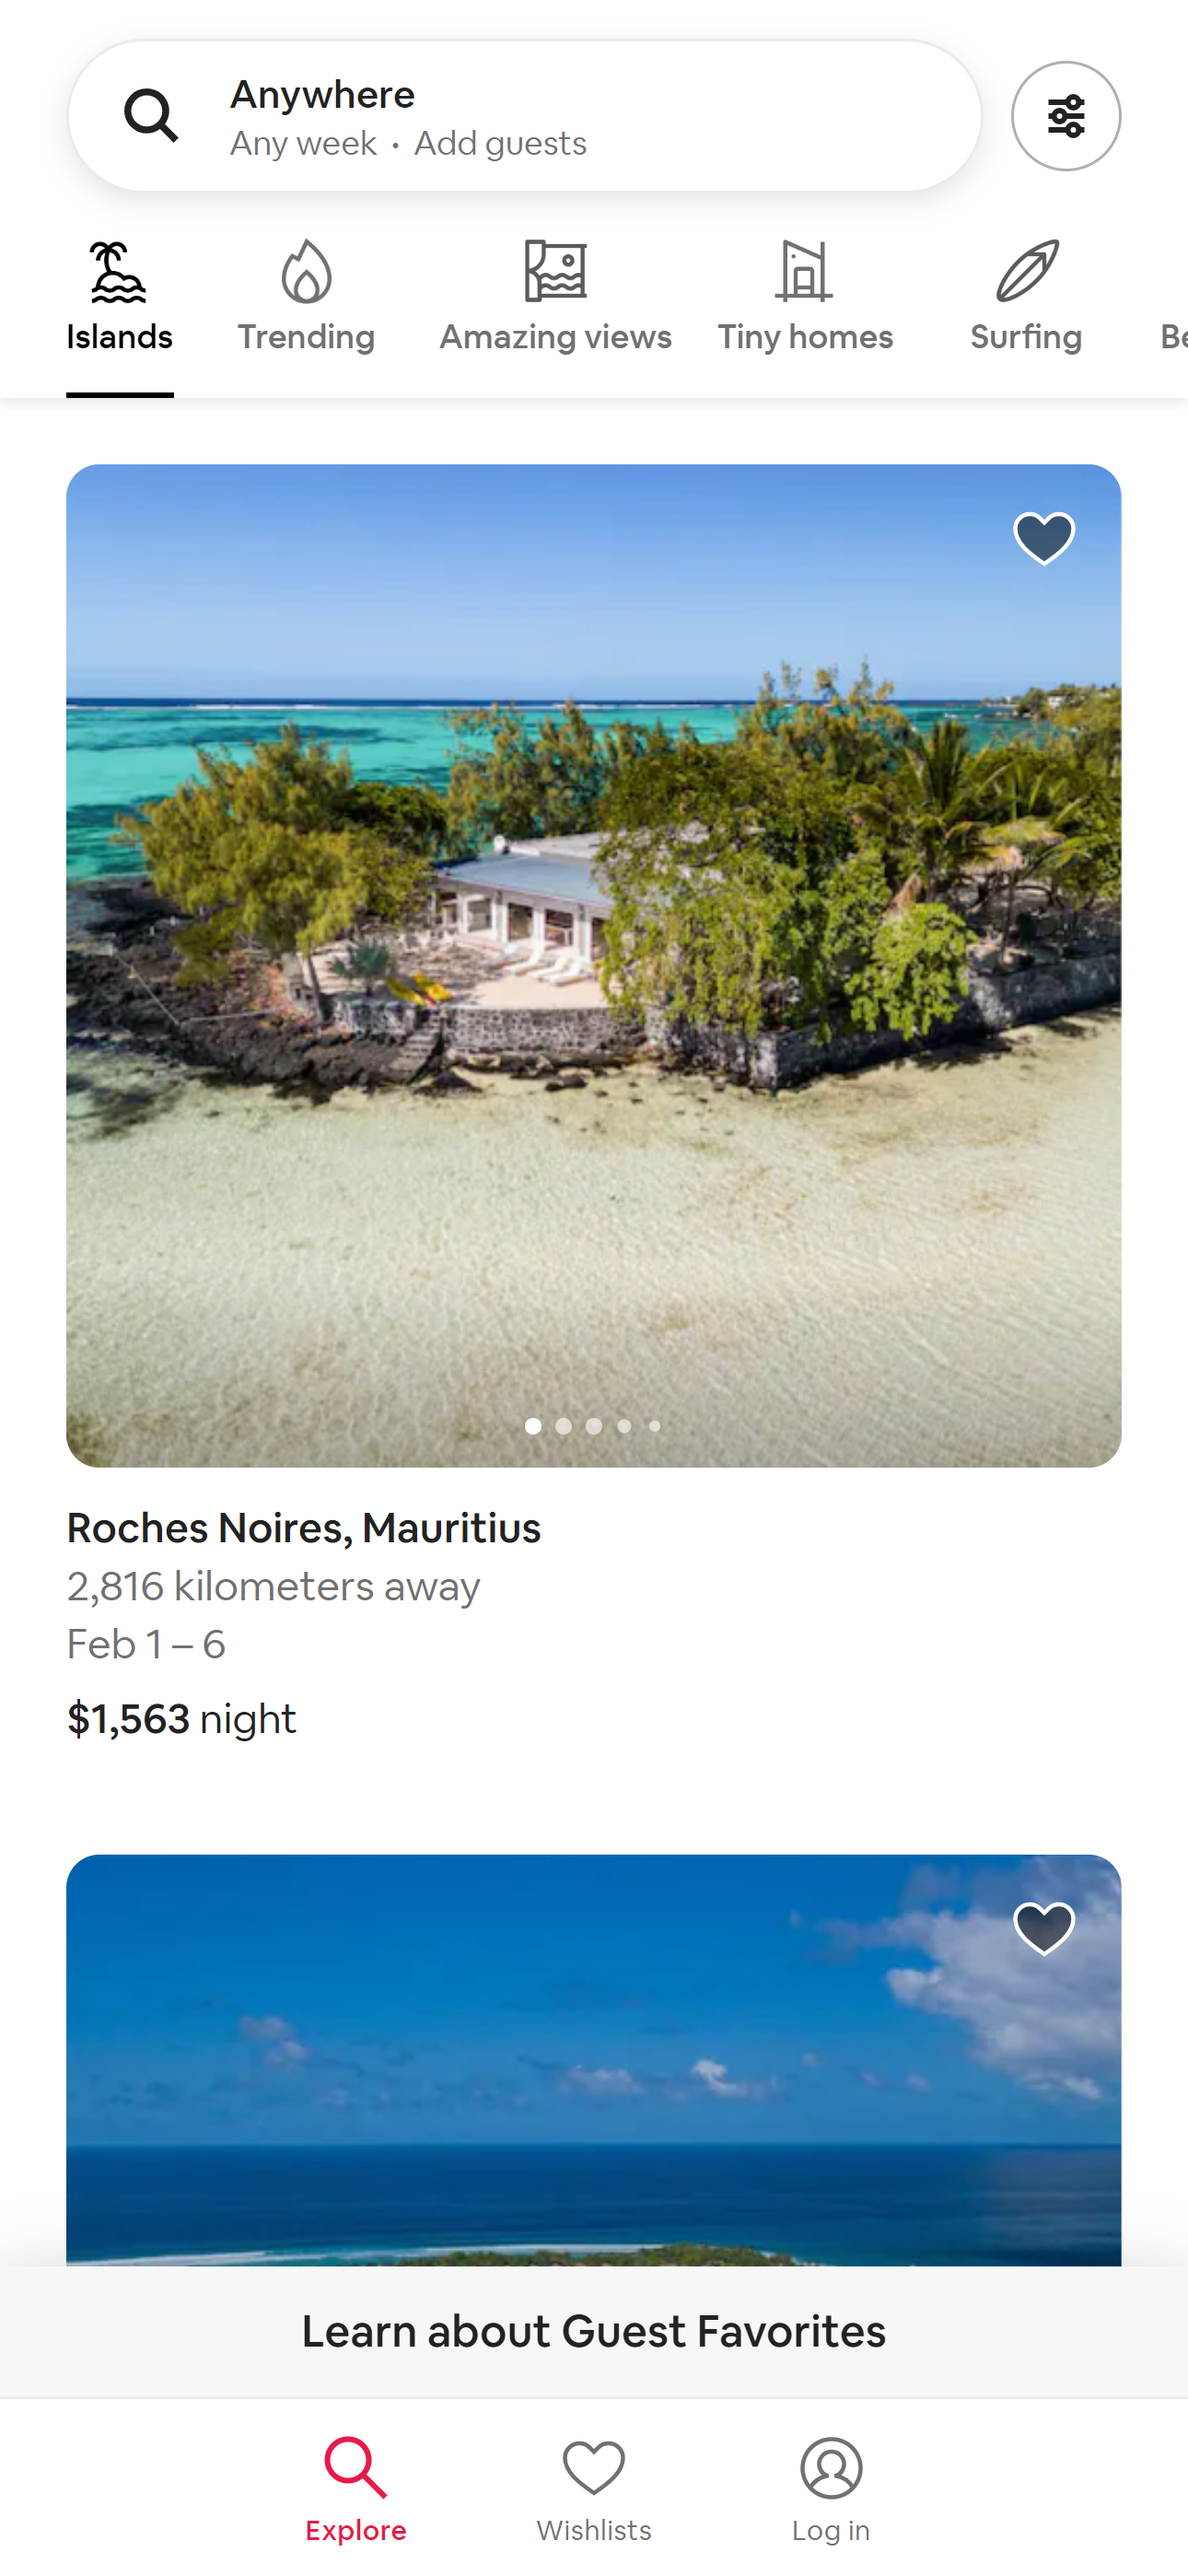 Anywhere
Any week · Add guests
Islands
Trending
Amazing views
Tiny homes
Surfing
Roches Noires, Mauritius
2,816 kilometers away
Feb 1 – 6
$1,563 night
Learn about Guest Favorites
Explore
Wishlists
Log in